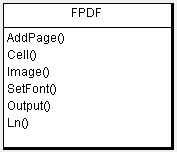 FPDF
AddPage()
Cell()
Image()
SetFont()
Output()
Ln()